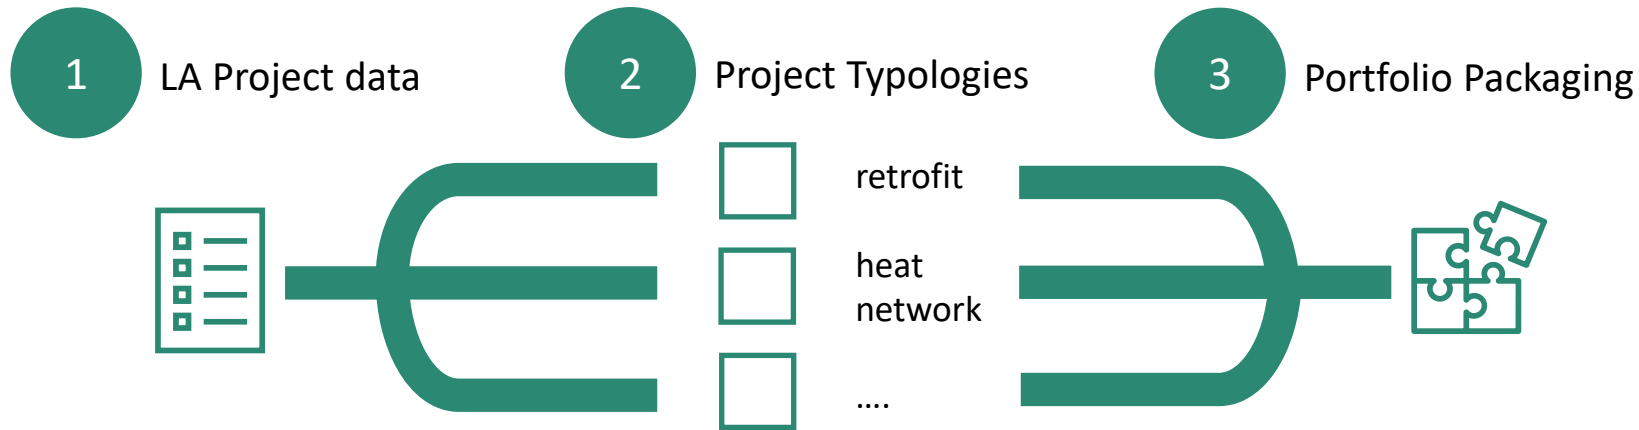 1
LA Project data
2
Project Typologies
3
Portfolio Packaging
retrofit
heat
network
....